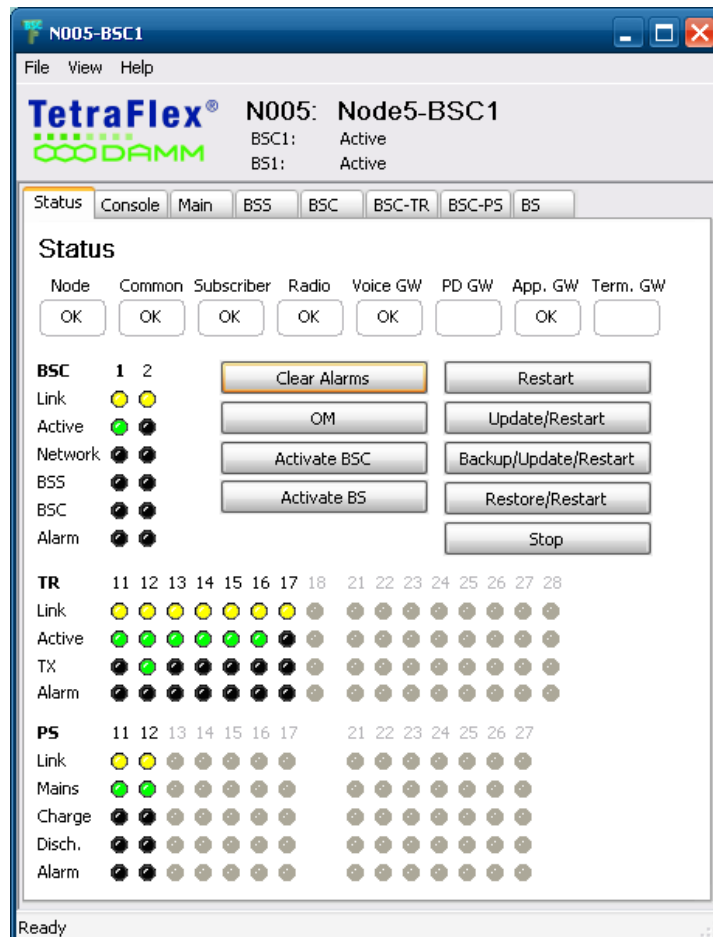 N005-BSC1
File View Help
TetraFlex® N005: Node5-BSC1
DAMM BSC1: Active
BS1: Active
Status Console Main BSS BSC BSC-TR BSC-PS BS
Status
Node Common Subscriber Radio Voice GW PD GW App. GW Term. GW
OK OK OK OK OK OK
BSC 1 2 Clear Alarms Restart
Link
Active OM Update/Restart
Network Activate BSC Backup/Update/Restart
BSS Activate BS Restore/Restart
BSC
Alarm Stop
TR 11 12 13 14 15 16 17 18 21 22 23 24 25 26 27 28
Link
Active
TX
Alarm
PS 11 12 13 14 15 16 17 21 22 23 24 25 26 27
Link
Mains
Charge
Disch.
Alarm
Ready